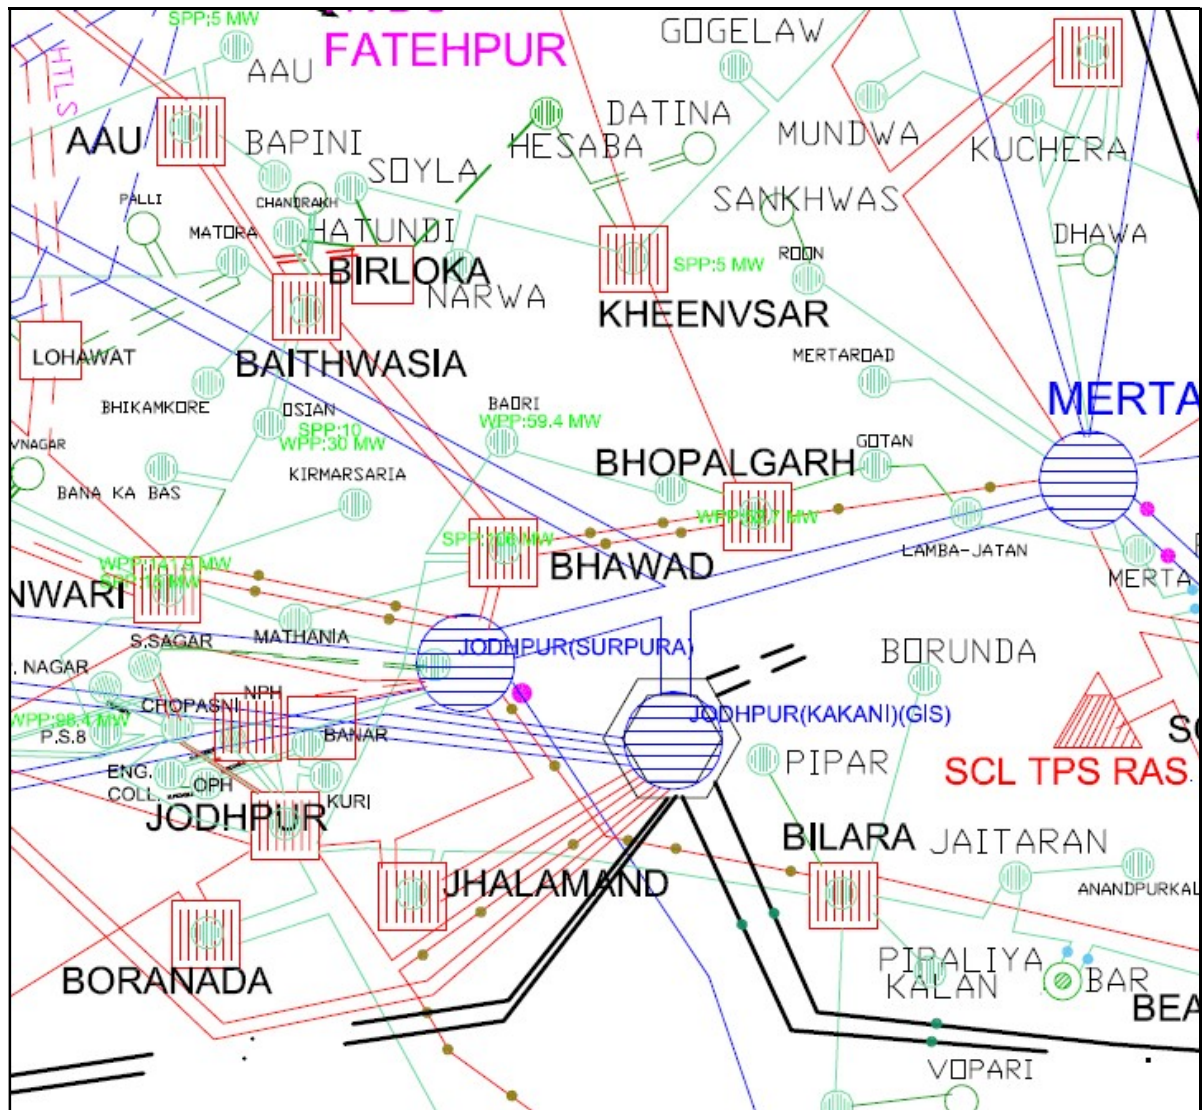 SPP:5 MW
FATEHPUR
GOGELAW
HTLS
AAU
AAU
BAPINI
SOYLA
HESABA
DATINA
MUNDWA
KUCHERA
PALLI
CHANDRAKH
SANKHWAS
MATORA
HATUNDI
ROON
DHAWA
BIRLOKA
NARWA
SPP:5 MW
KHEENVSAR
LOHAWAT
BAITHWASIA
MERTAROAD
MERTA
BHIKAMKORE
OSIAN
SPP:10
WPP:30 MW
BAORI
WPP:59.4 MW
VNAGAR
BANA KA BAS
KIRMARSARIA
BHOPALGARH
GOTAN
LAMBA-JATAN
MERTA
BHAWAD
NWARI
MATHANIA
S.SAGAR
JODHPUR(SURPURA)
BORUNDA
. NAGAR
NPH
CHOPASNI
WPP:98.4 MW
P.S.8
BANAR
JODHPUR(KAKANI)(GIS)
PIPAR
SCL TPS RAS
ENG.
COLL.
OPH
KURI
JODHPUR
BILARA
JAITARAN
JHALAMAND
ANANDPURKAL
BORANADA
PIPALIYA
KALAN
BAR
BEA
VOPARI